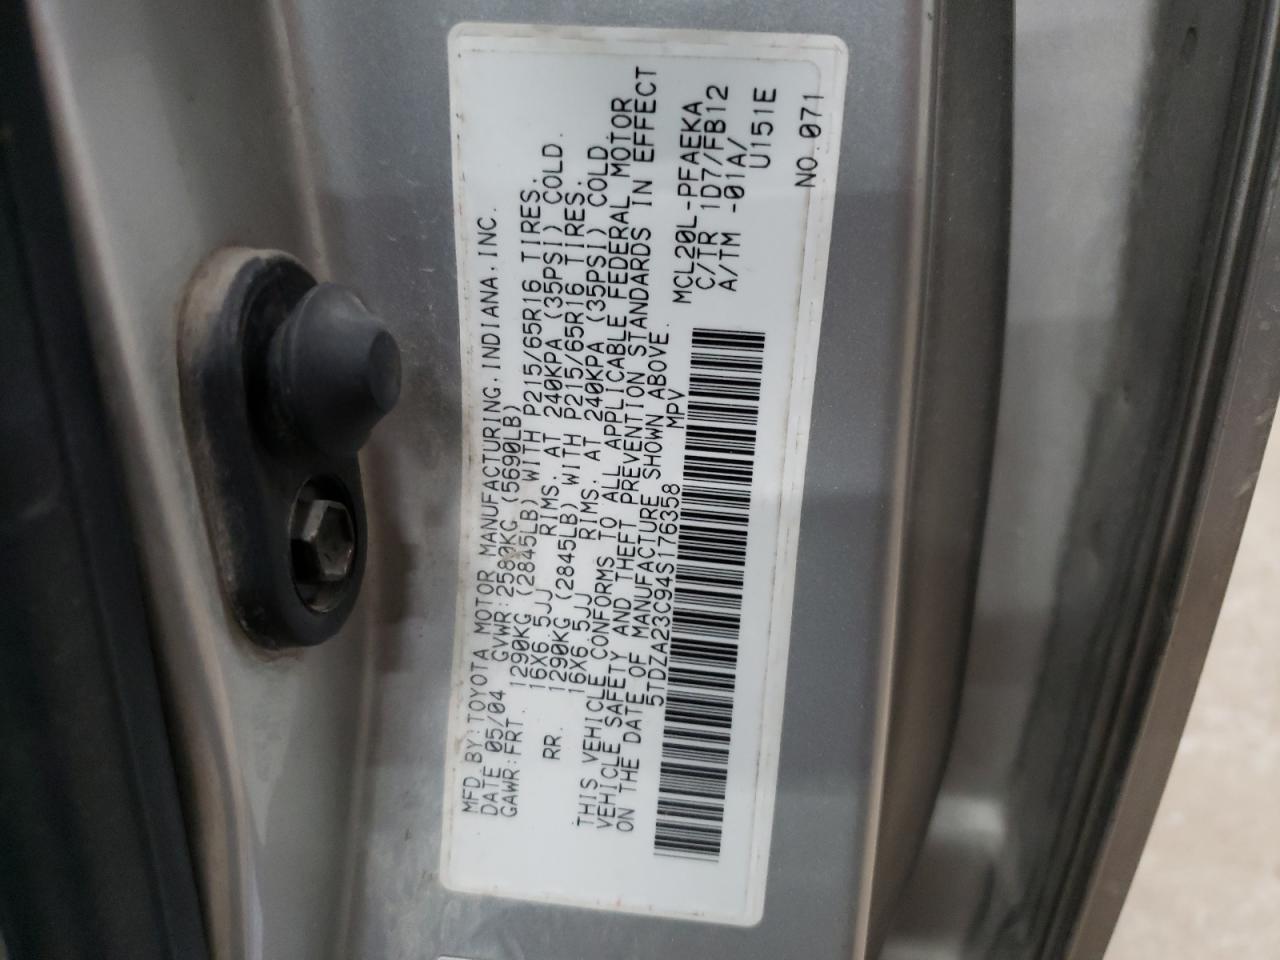 MFD.BY:TOYOTA MOTOR MANUFACTURING,INDIANA,INC.
DATE 05/04 GVWR:2580KG (5690LB)
GAWR:FRT. 1290KG (2845LB) WITH P215/65R16 TIRES.
16X6.5JJ RIMS. AT 240KPA (35PSI) COLD.
RR. 1290KG (2845LB) WITH P215/65R16 TIRES.
16X6.5JJ RIMS. AT 240KPA (35PSI) COLD.
THIS VEHICLE CONFORMS TO ALL APPLICABLE FEDERAL MOTOR
VEHICLE SAFETY AND THEFT PREVENTION STANDARDS IN EFFECT
ON THE DATE OF MANUFACTURE SHOWN ABOVE.
5TDZA23C94S176358 MPV
MCL20L-PFAEKA
C/TR 1D7/FB12
A/TM -01A/
U151E
NO.071